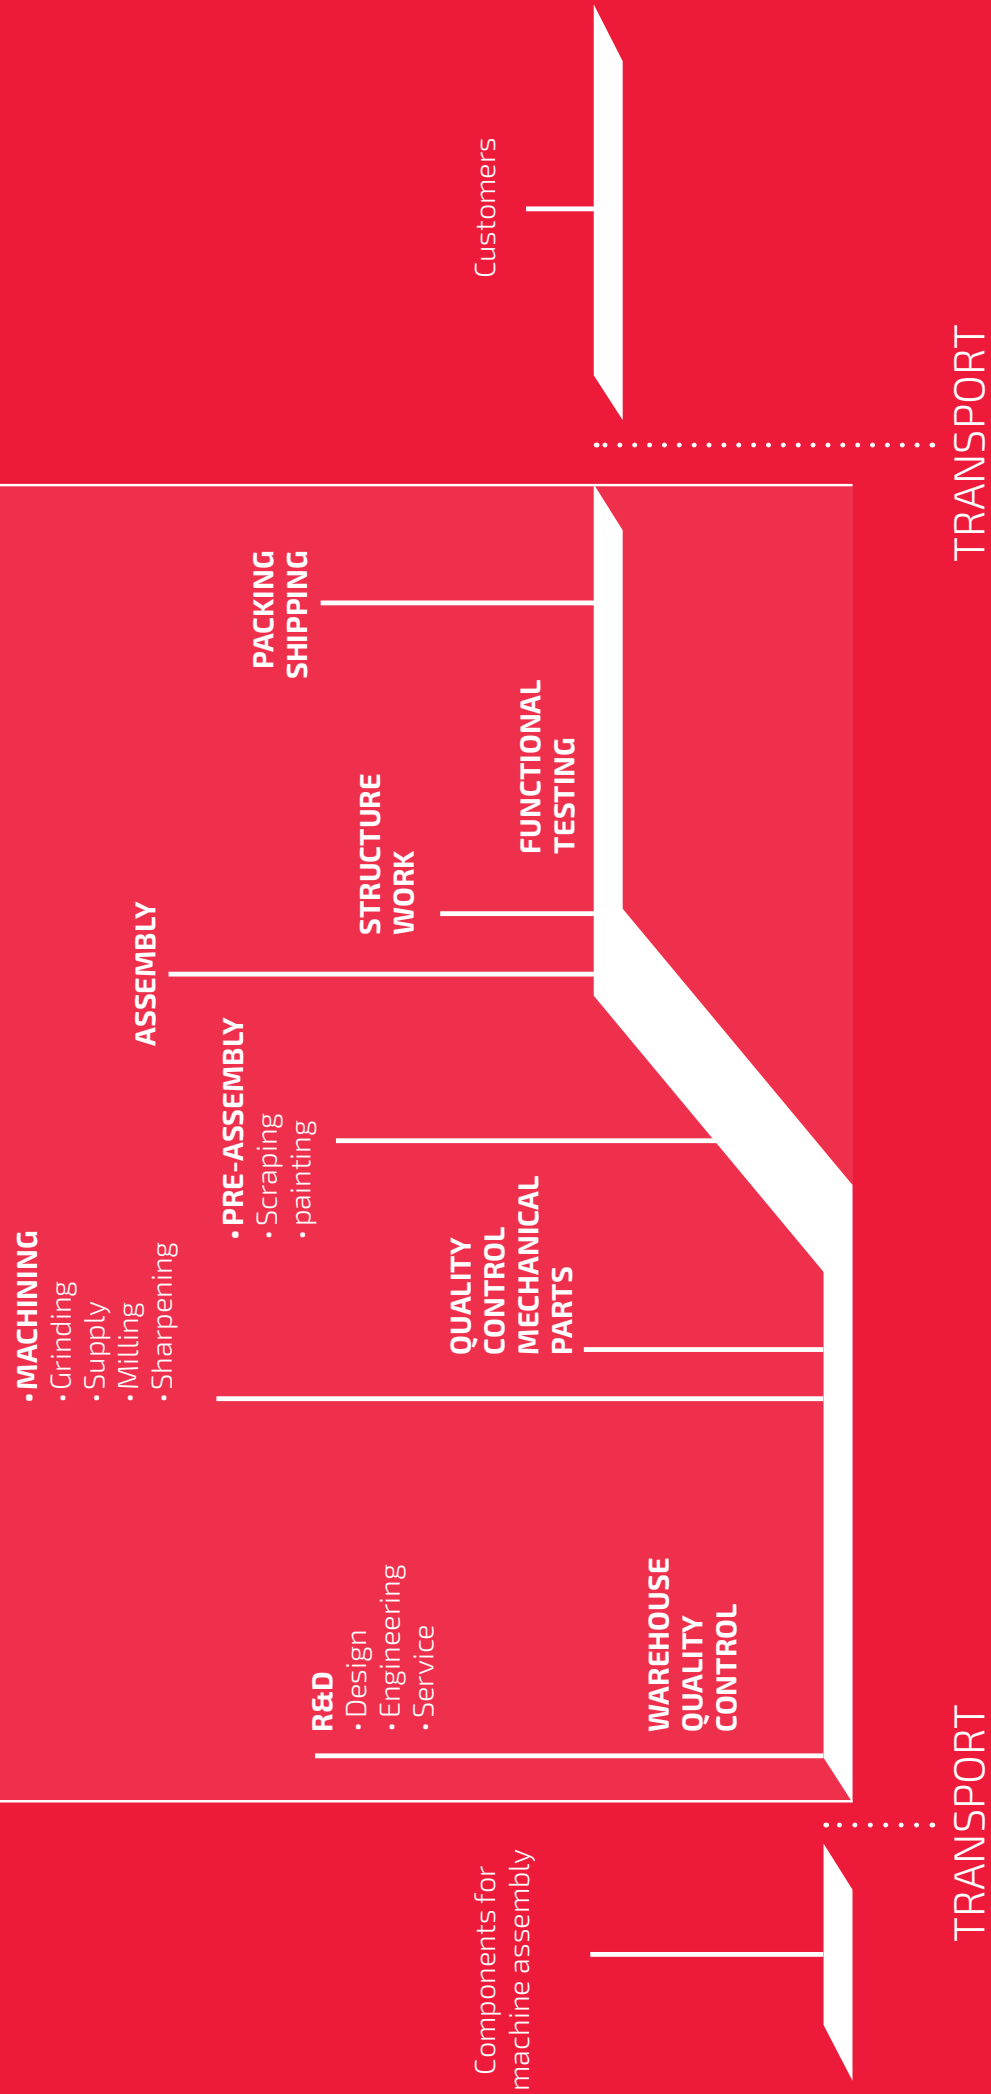 Components for
machine assembly
TRANSPORT
R&D
• Design
• Engineering
• Service
WAREHOUSE
QUALITY
CONTROL
• MACHINING
• Grinding
• Supply
• Milling
• Sharpening
QUALITY
CONTROL
MECHANICAL
PARTS
• PRE-ASSEMBLY
• Scraping
• painting
ASSEMBLY
STRUCTURE
WORK
FUNCTIONAL
TESTING
PACKING
SHIPPING
TRANSPORT
Customers